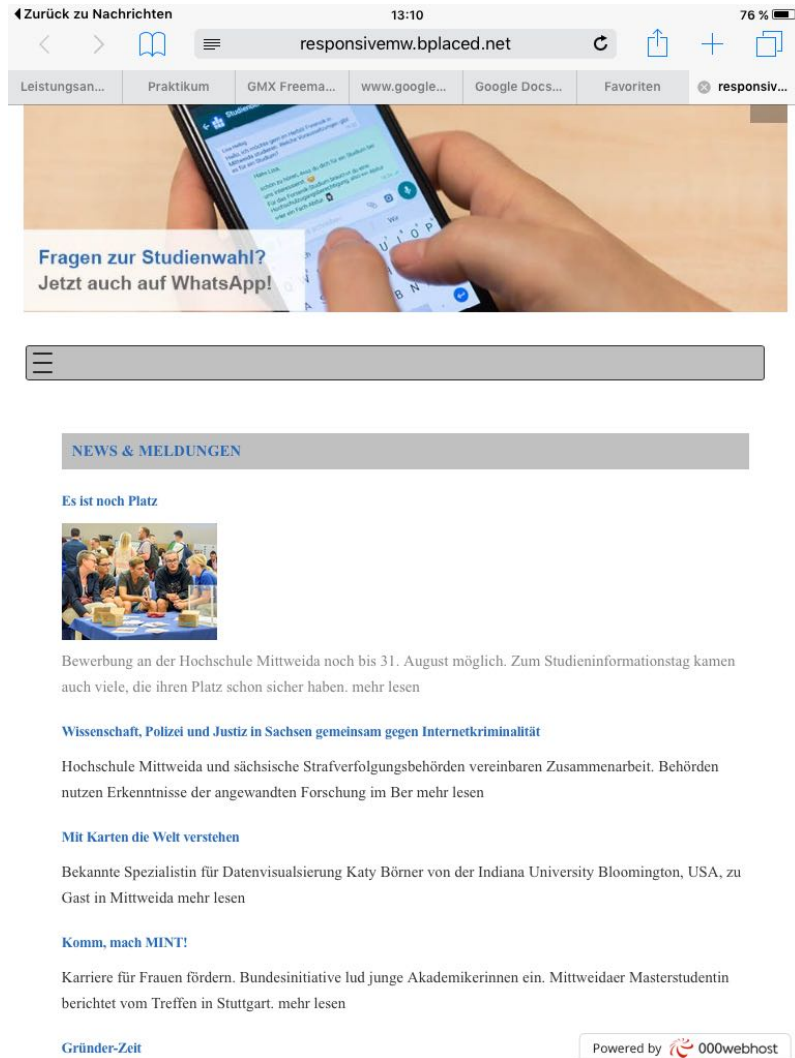 Zurück zu Nachrichten
13:10
76 %
responsivemw.bplaced.net
Leistungsan...
Praktikum
GMX Freema...
www.google...
Google Docs...
Favoriten
responsiv...
Hallo Lisa,
Fragen zur Studienwahl?
Jetzt auch auf WhatsApp!
NEWS & MELDUNGEN
Es ist noch Platz
Bewerbung an der Hochschule Mittweida noch bis 31. August möglich. Zum Studieninformationstag kamen
auch viele, die ihren Platz schon sicher haben. mehr lesen
Wissenschaft, Polizei und Justiz in Sachsen gemeinsam gegen Internetkriminalität
Hochschule Mittweida und sächsische Strafverfolgungsbehörden vereinbaren Zusammenarbeit. Behörden
nutzen Erkenntnisse der angewandten Forschung im Ber mehr lesen
Mit Karten die Welt verstehen
Bekannte Spezialistin für Datenvisualsierung Katy Börner von der Indiana University Bloomington, USA, zu
Gast in Mittweida mehr lesen
Komm, mach MINT!
Karriere für Frauen fördern. Bundesinitiative lud junge Akademikerinnen ein. Mittweidaer Masterstudentin
berichtet vom Treffen in Stuttgart. mehr lesen
Gründer-Zeit
Powered by 000webhost